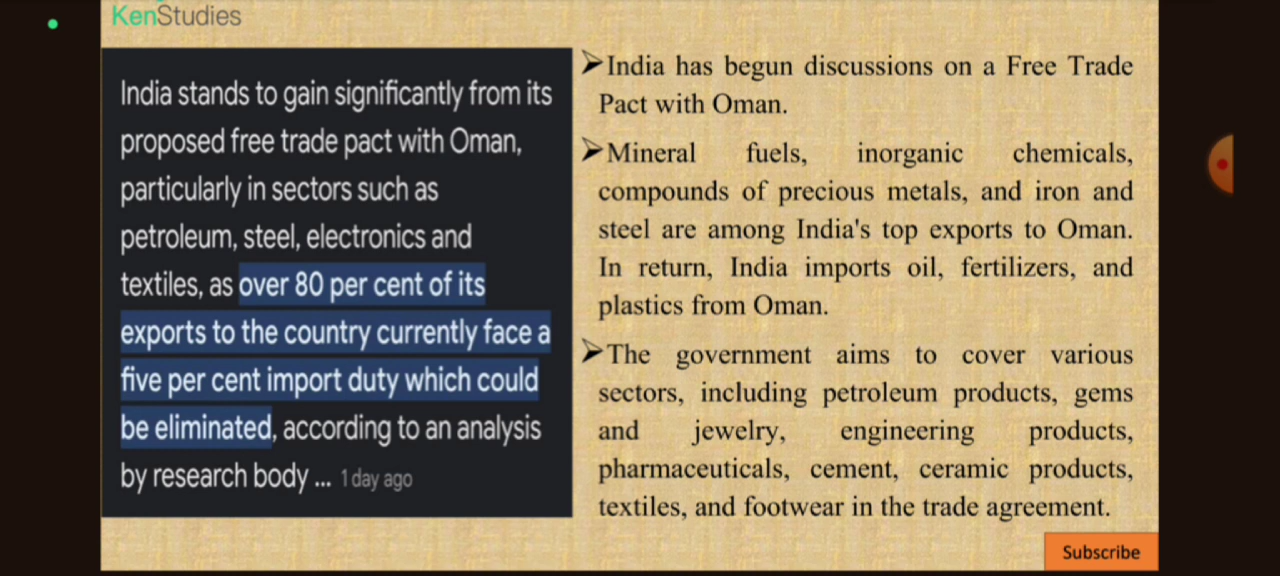 KenStudies
India stands to gain significantly from its
proposed free trade pact with Oman,
particularly in sectors such as
petroleum, steel, electronics and
textiles, as over 80 per cent of its
exports to the country currently face a
five per cent import duty which could
be eliminated, according to an analysis
by research body ... 1 day ago
➢India has begun discussions on a Free Trade
Pact with Oman.
➢Mineral fuels, inorganic chemicals,
compounds of precious metals, and iron and
steel are among India's top exports to Oman.
In return, India imports oil, fertilizers, and
plastics from Oman.
➢The government aims to cover various
sectors, including petroleum products, gems
and jewelry, engineering products,
pharmaceuticals, cement, ceramic products,
textiles, and footwear in the trade agreement.
Subscribe